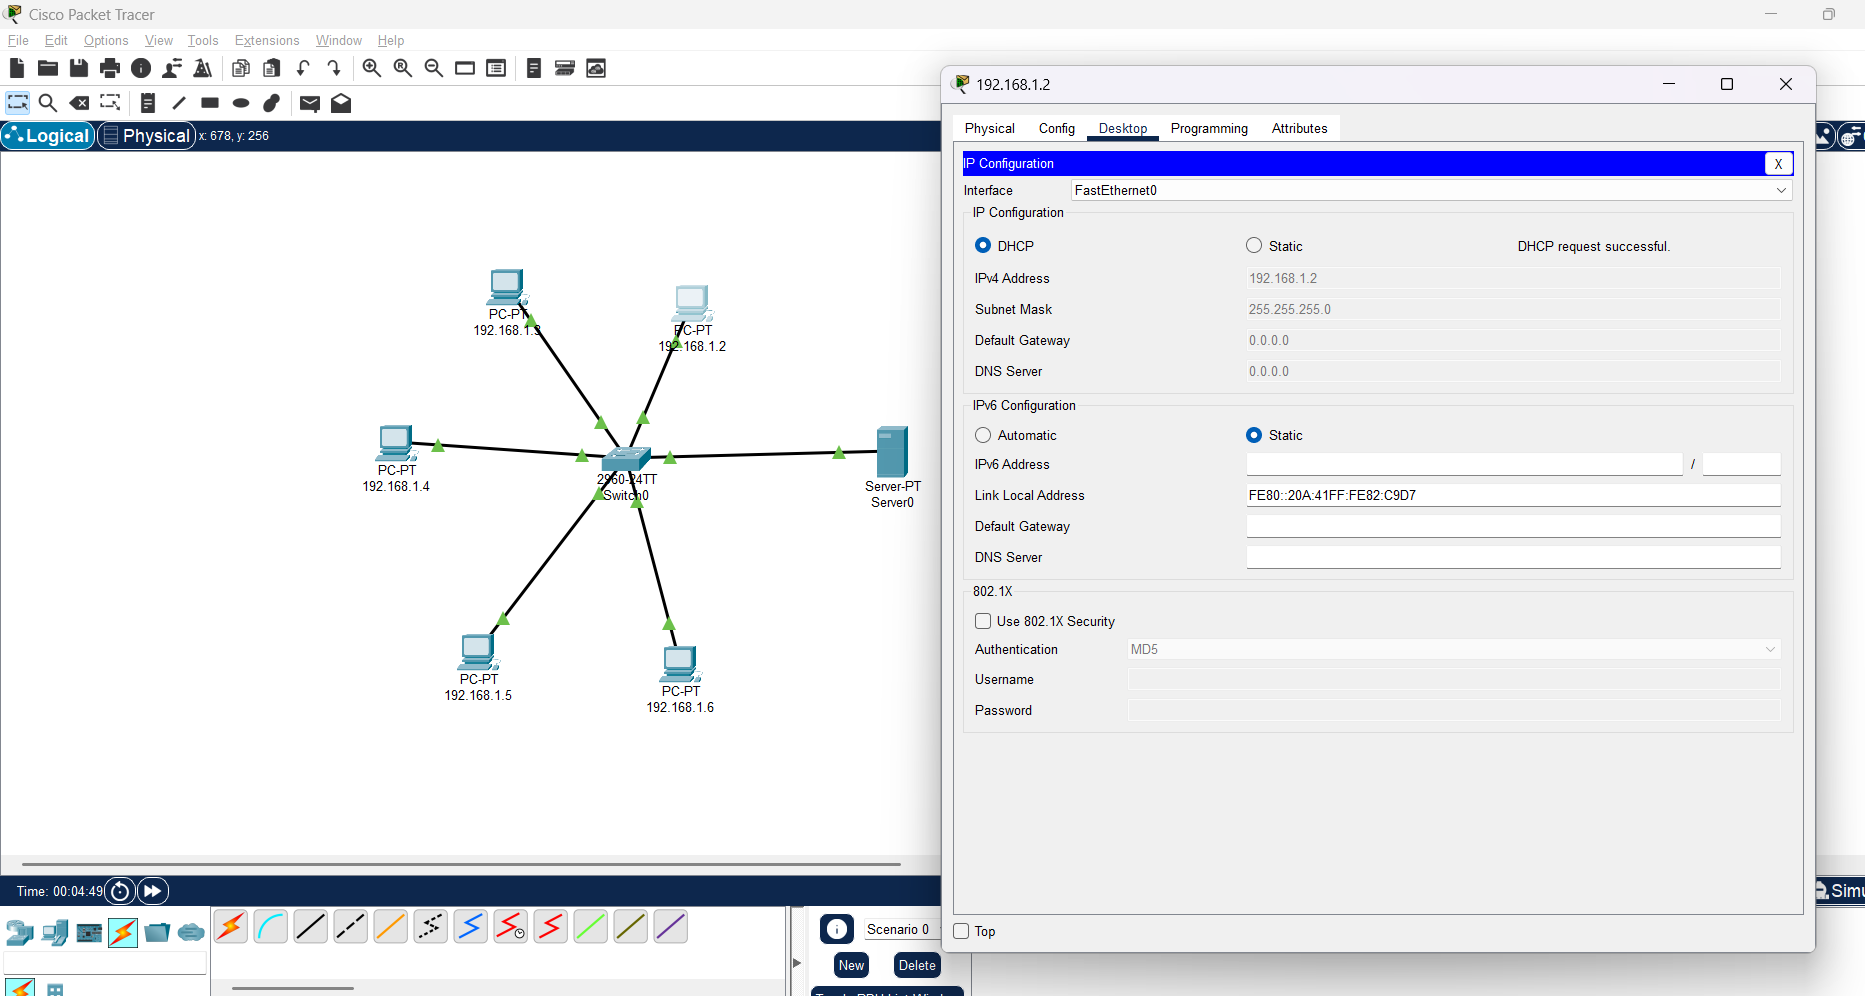 Cisco Packet Tracer
File Edit Options View Tools Extensions Window Help
Logical Physical x: 678, y: 256
PC-PT
192.168.1.3
PC-PT
192.168.1.2
PC-PT
192.168.1.4
2960-24TT
Switch0
Server-PT
Server0
PC-PT
192.168.1.5
PC-PT
192.168.1.6
Time: 00:04:49
Scenario 0
New Delete
192.168.1.2
Physical Config Desktop Programming Attributes
IP Configuration X
Interface FastEthernet0
IP Configuration
DHCP Static DHCP request successful.
IPv4 Address 192.168.1.2
Subnet Mask 255.255.255.0
Default Gateway 0.0.0.0
DNS Server 0.0.0.0
IPv6 Configuration
Automatic Static
IPv6 Address /
Link Local Address FE80::20A:41FF:FE82:C9D7
Default Gateway
DNS Server
802.1X
Use 802.1X Security
Authentication MD5
Username
Password
Top
Simu